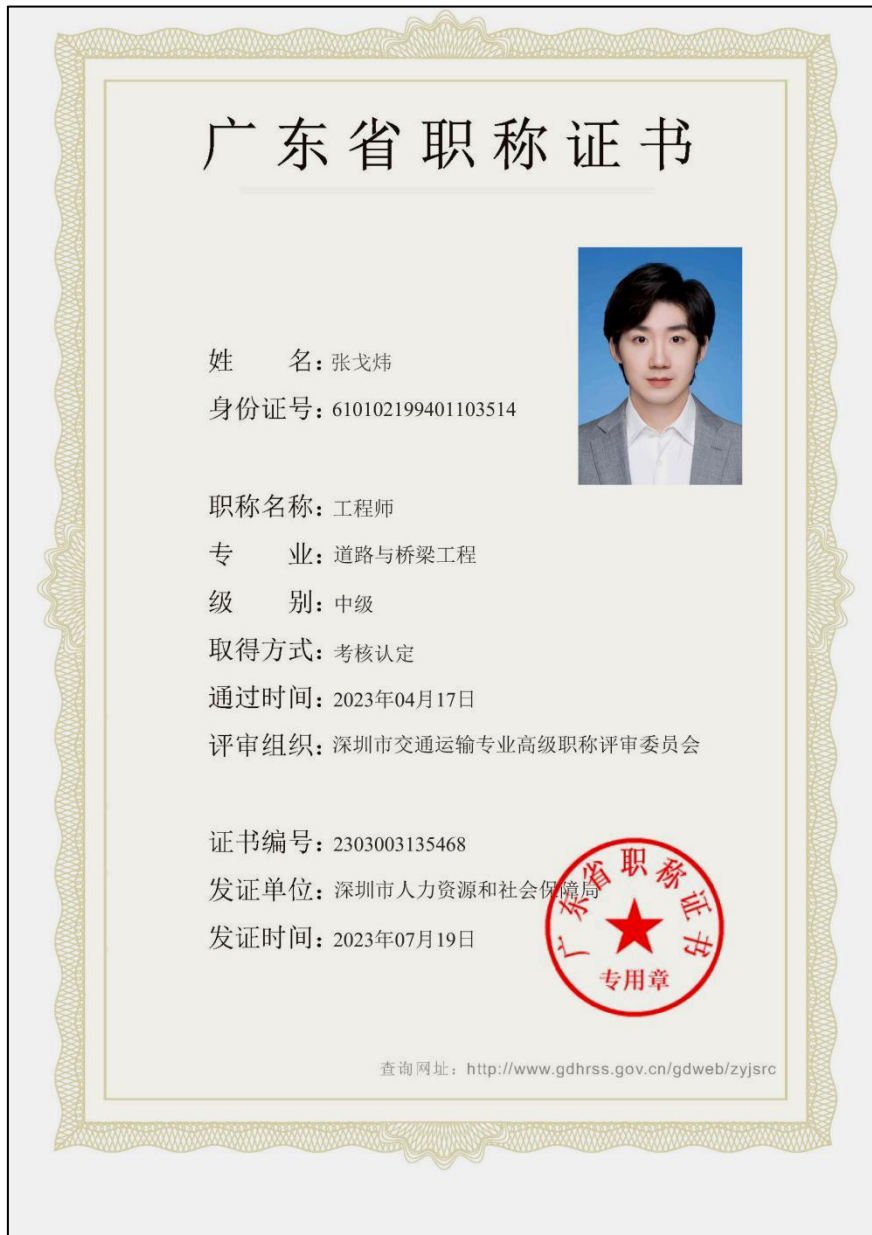 广东省职称证书
姓 名：张戈炜
身份证号：610102199401103514
职称名称：工程师
专 业：道路与桥梁工程
级 别：中级
取得方式：考核认定
通过时间：2023年04月17日
评审组织：深圳市交通运输专业高级职称评审委员会
证书编号：2303003135468
发证单位：深圳市人力资源和社会保障局
发证时间：2023年07月19日
广东省职称证书
专用章
查询网址：http://www.gdhrss.gov.cn/gdweb/zyjsrc